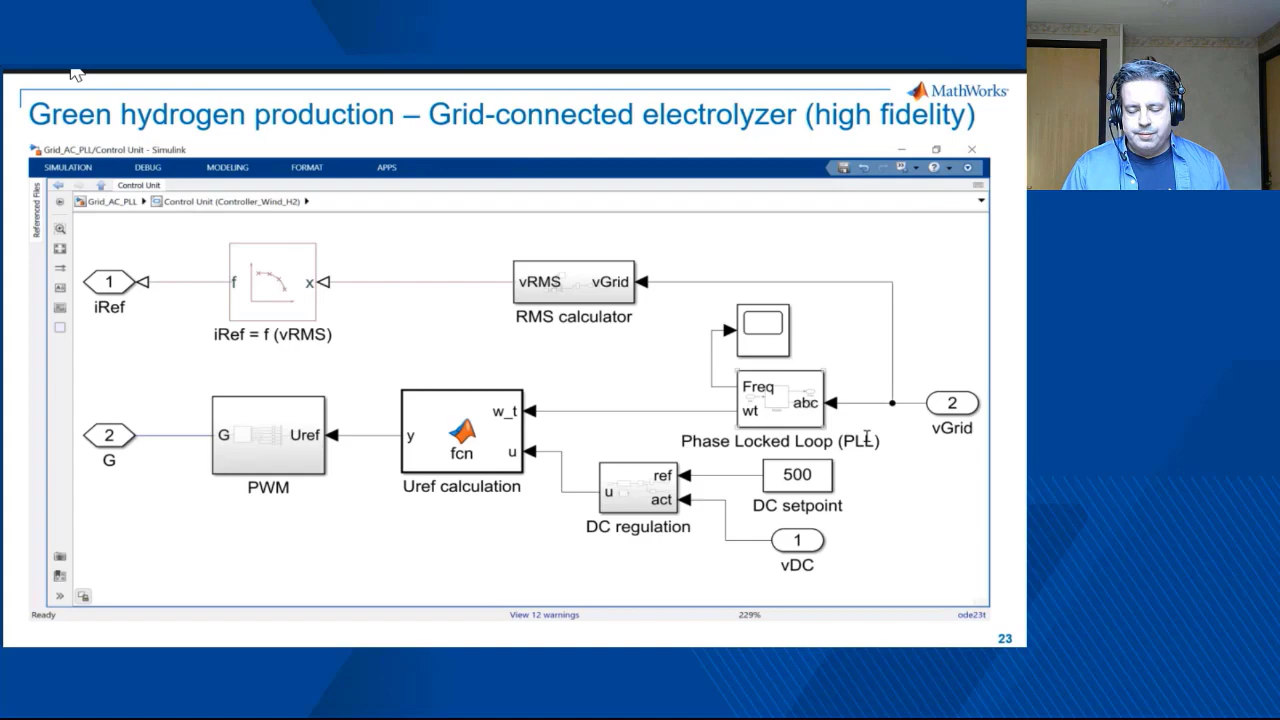 MathWorks®
Green hydrogen production – Grid-connected electrolyzer (high fidelity)
Grid_AC_PLL/Control Unit - Simulink
SIMULATION DEBUG MODELING FORMAT APPS
Control Unit
Grid_AC_PLL Control Unit (Controller_Wind_H2)
Referenced Files
1
iRef
f x
iRef = f (vRMS)
vRMS vGrid
RMS calculator
Freq
wt abc
Phase Locked Loop (PLL)
2
vGrid
2
G
G Uref
PWM
w_t
y fcn u
Uref calculation
ref
u
act
DC regulation
500
DC setpoint
1
vDC
Ready View 12 warnings 229% ode23t
23